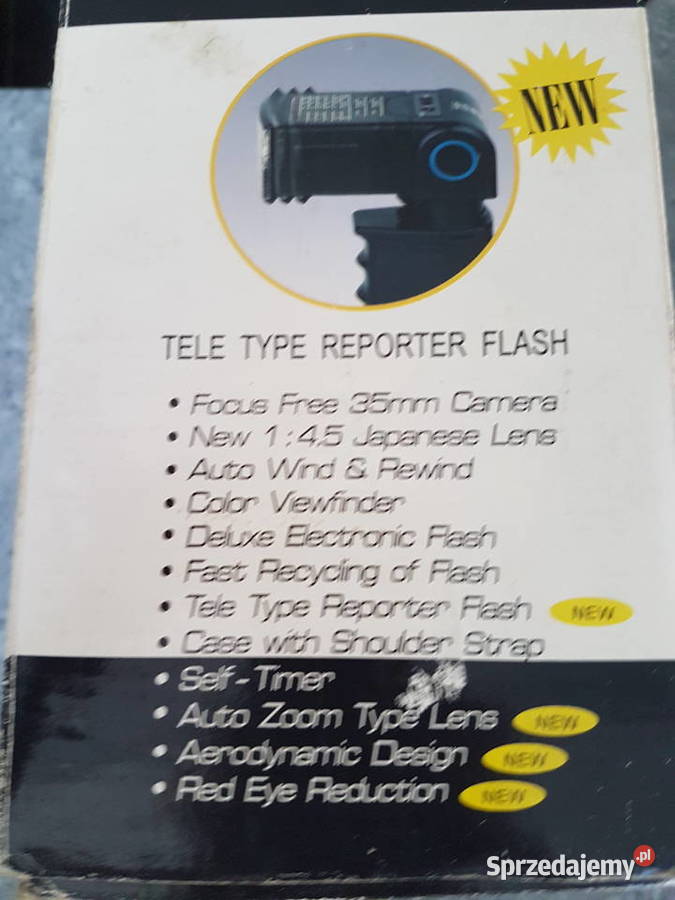 NEW
TELE TYPE REPORTER FLASH
• Focus Free 35mm Camera
• New 1:4,5 Japanese Lens
• Auto Wind & Rewind
• Color Viewfinder
• Deluxe Electronic Flash
• Fast Recycling of Flash
• Tele Type Reporter Flash NEW
• Case with Shoulder Strap
• Self-Timer
• Auto Zoom Type Lens NEW
• Aerodynamic Design NEW
• Red Eye Reduction NEW
Sprzedajemy.pl